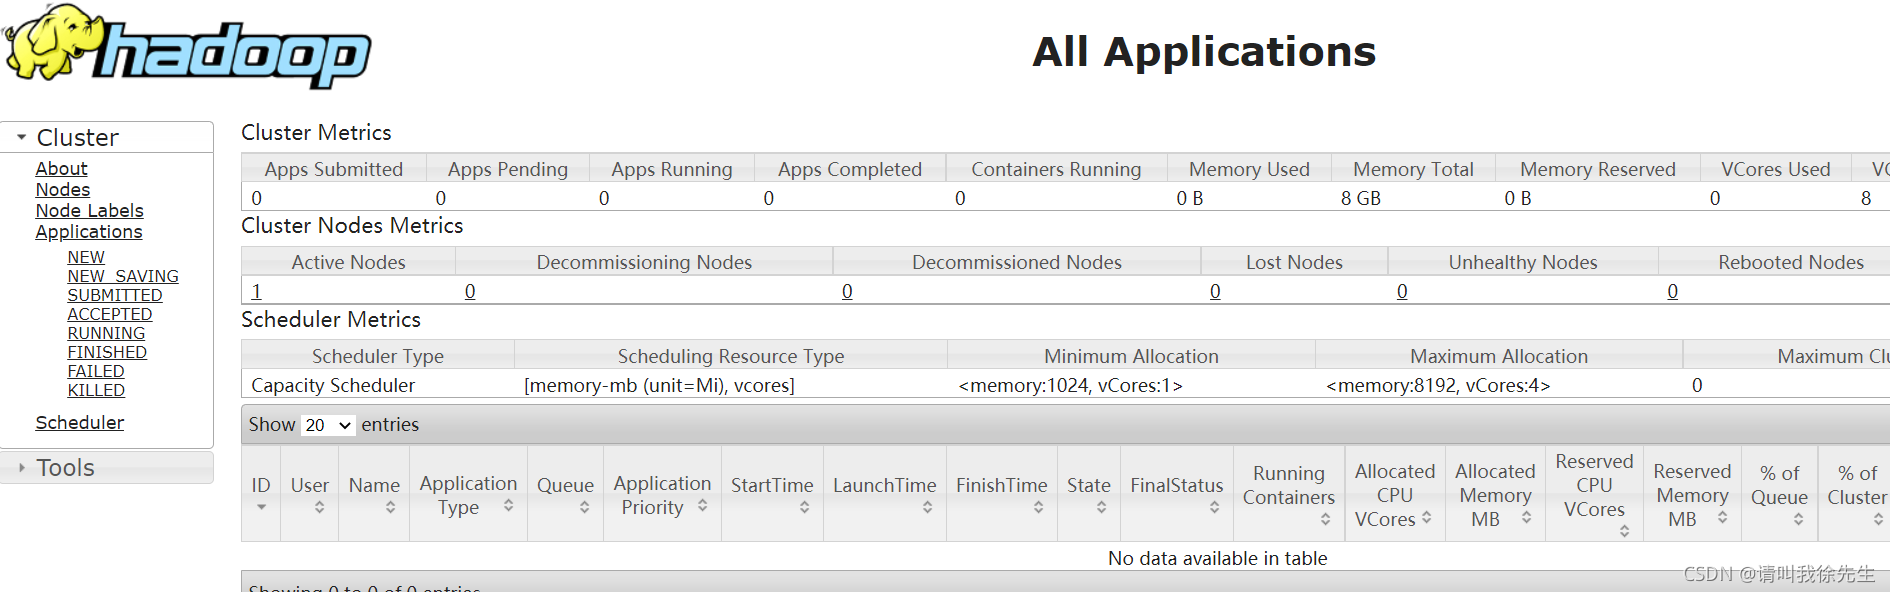 hadoop
All Applications
Cluster
About
Nodes
Node Labels
Applications
NEW
NEW_SAVING
SUBMITTED
ACCEPTED
RUNNING
FINISHED
FAILED
KILLED
Scheduler
Tools
Cluster Metrics
Apps Submitted Apps Pending Apps Running Apps Completed Containers Running Memory Used Memory Total Memory Reserved VCores Used VC
0 0 0 0 0 0 B 8 GB 0 B 0 8
Cluster Nodes Metrics
Active Nodes Decommissioning Nodes Decommissioned Nodes Lost Nodes Unhealthy Nodes Rebooted Nodes
1 0 0 0 0 0
Scheduler Metrics
Scheduler Type Scheduling Resource Type Minimum Allocation Maximum Allocation Maximum Clu
Capacity Scheduler [memory-mb (unit=Mi), vcores] <memory:1024, vCores:1> <memory:8192, vCores:4> 0
Show 20 entries
ID User Name Application Type Queue Application Priority StartTime LaunchTime FinishTime State FinalStatus Running Containers Allocated CPU VCores Allocated Memory MB Reserved CPU VCores Reserved Memory MB % of Queue % of Cluster
No data available in table
Showing 0 to 0 of 0 entries
CSDN @请叫我徐先生